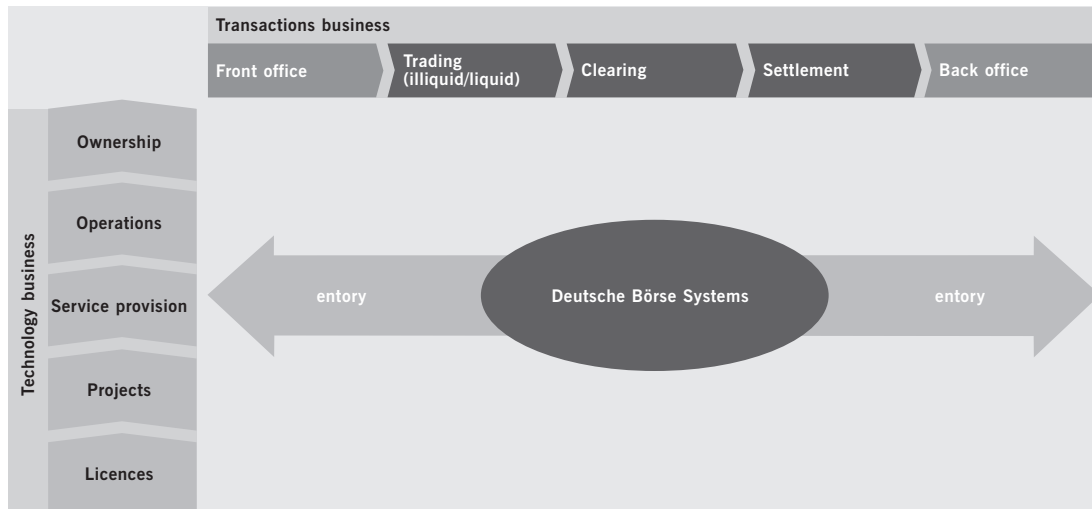 Transactions business
Front office
Trading
(illiquid/liquid)
Clearing
Settlement
Back office
Technology business
Ownership
Operations
Service provision
Projects
Licences
entory
Deutsche Börse Systems
entory